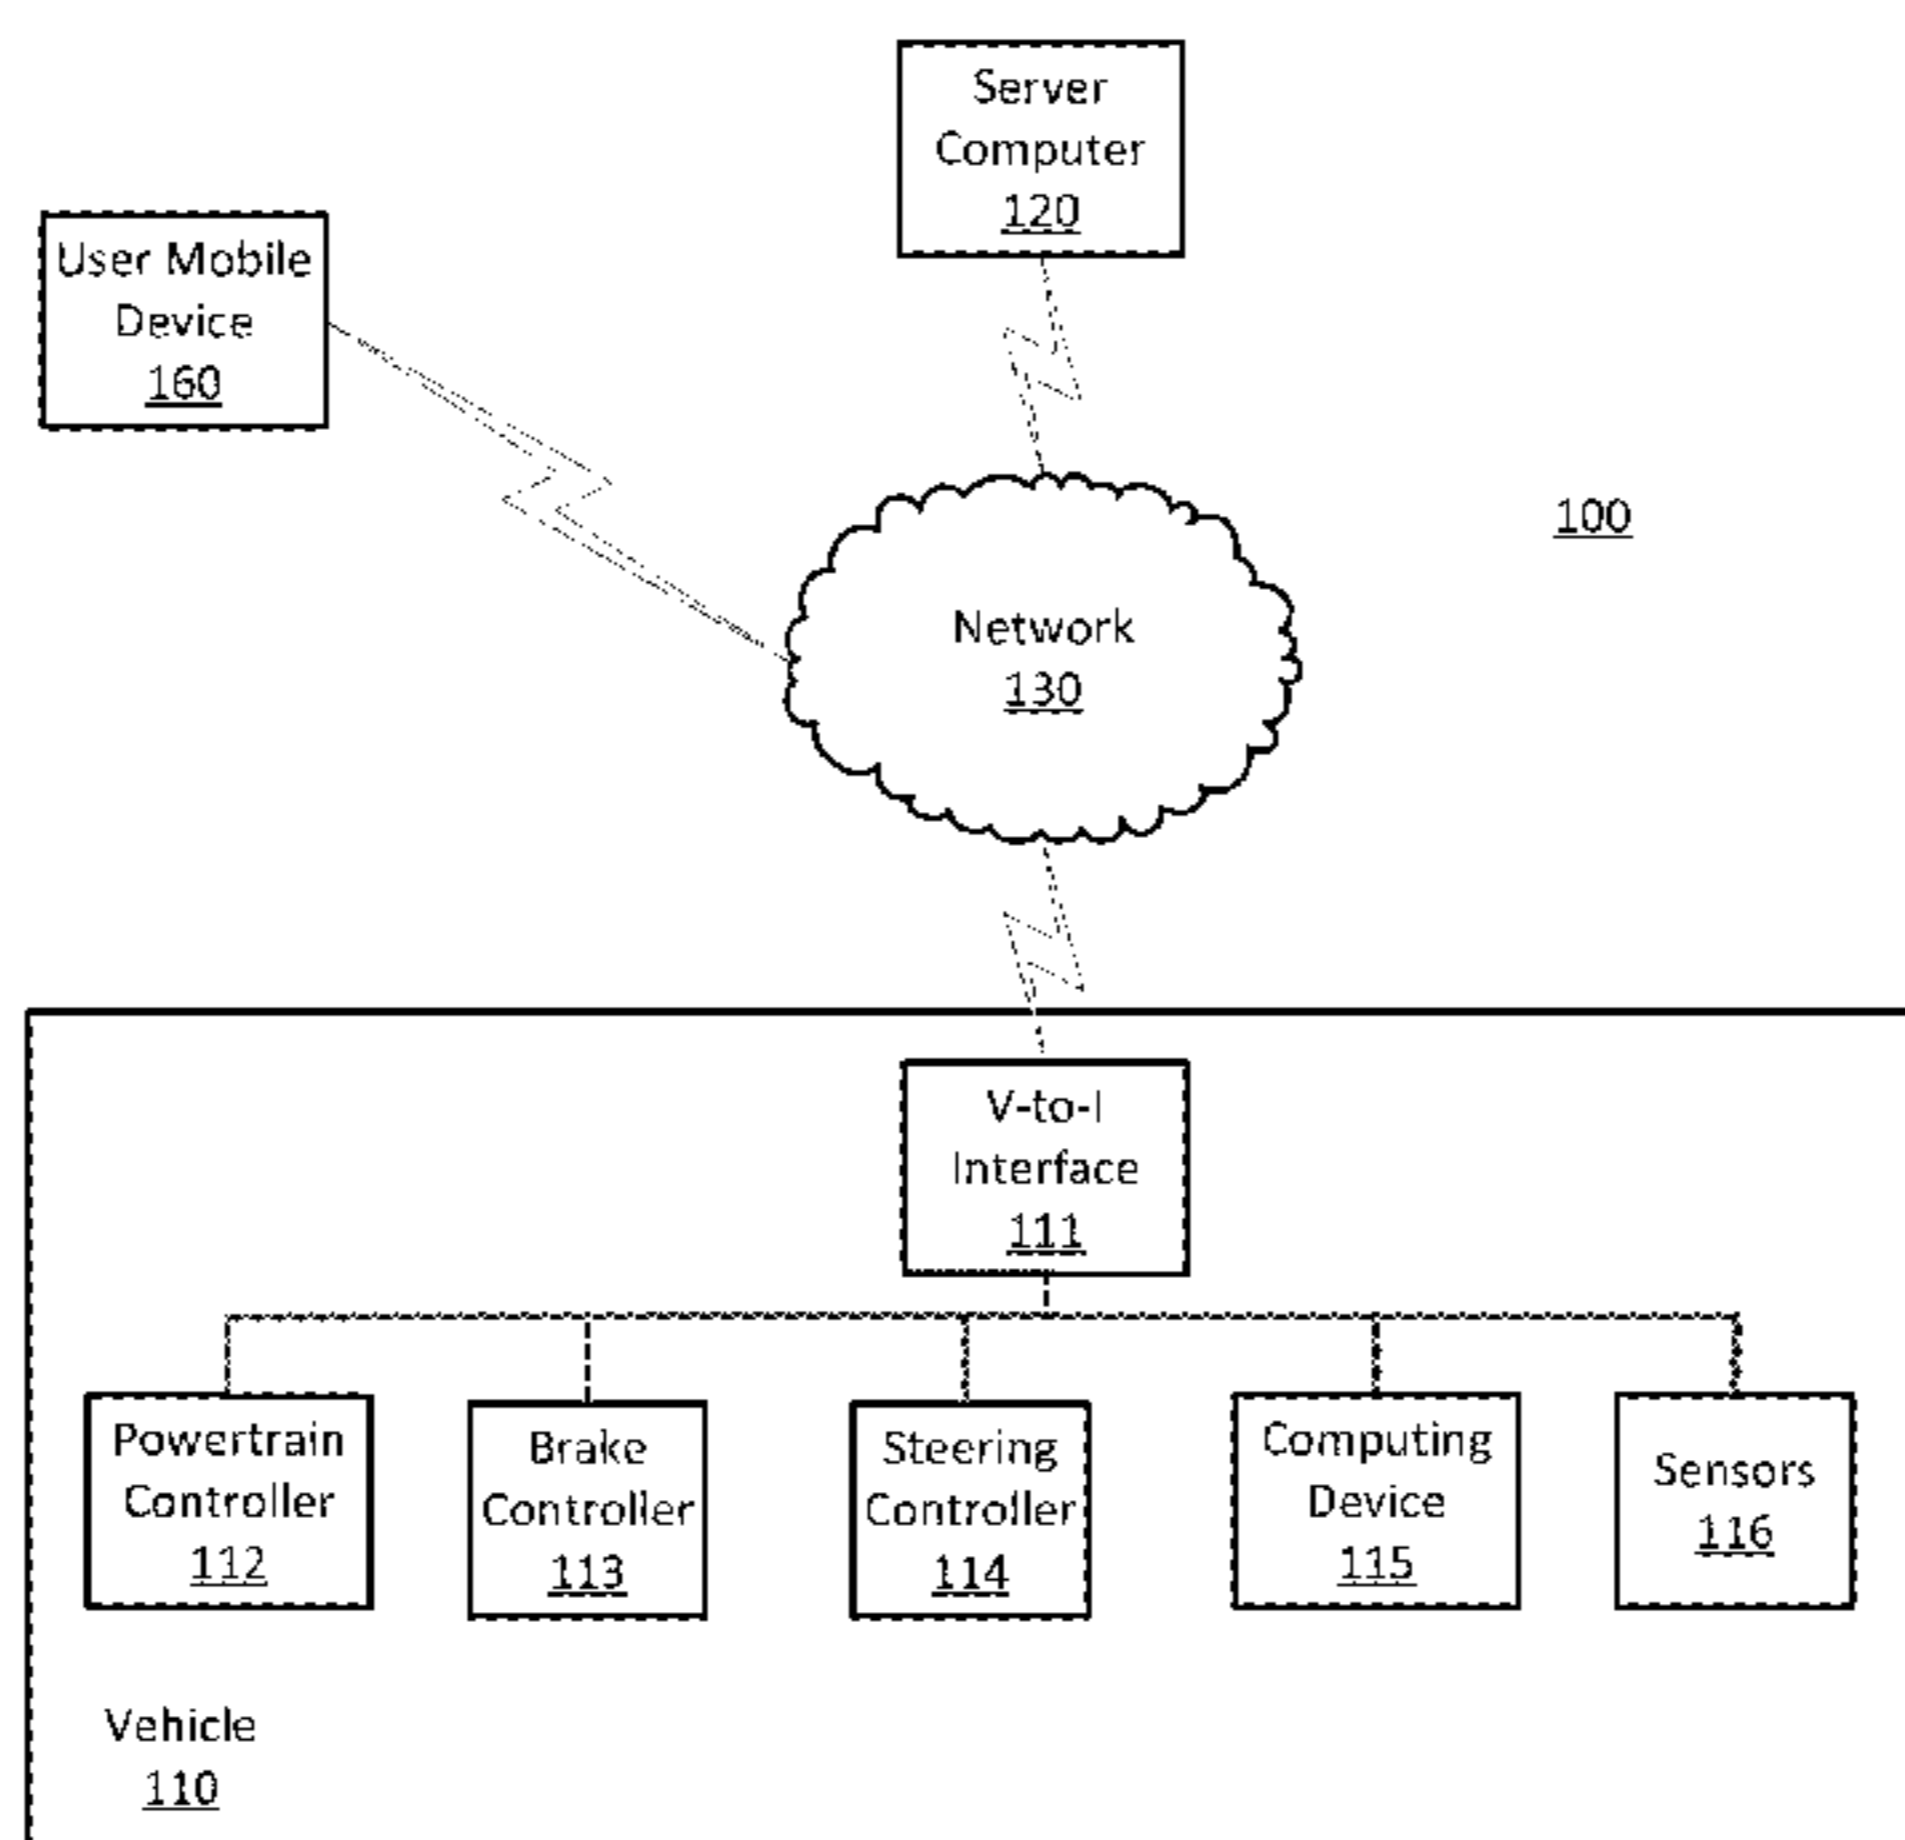 Server
Computer
120
User Mobile
Device
160
100
Network
130
V-to-I
Interface
111
Powertrain
Controller
112
Brake
Controller
113
Steering
Controller
114
Computing
Device
115
Sensors
116
Vehicle
110